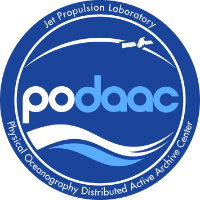 Jet Propulsion Laboratory
podaac
Physical Oceanography Distributed Active Archive Center